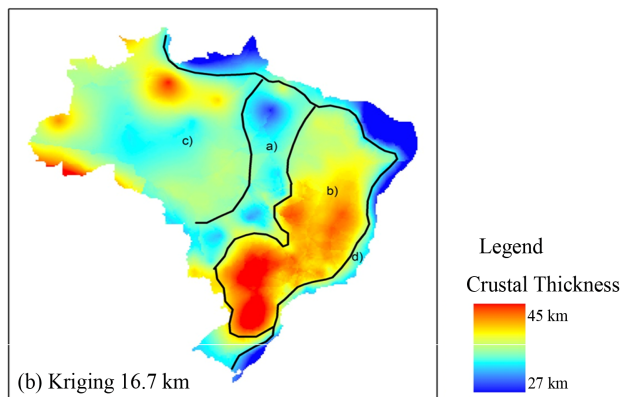 c)
a)
b)
d)
(b) Kriging 16.7 km
Legend
Crustal Thickness
45 km
27 km